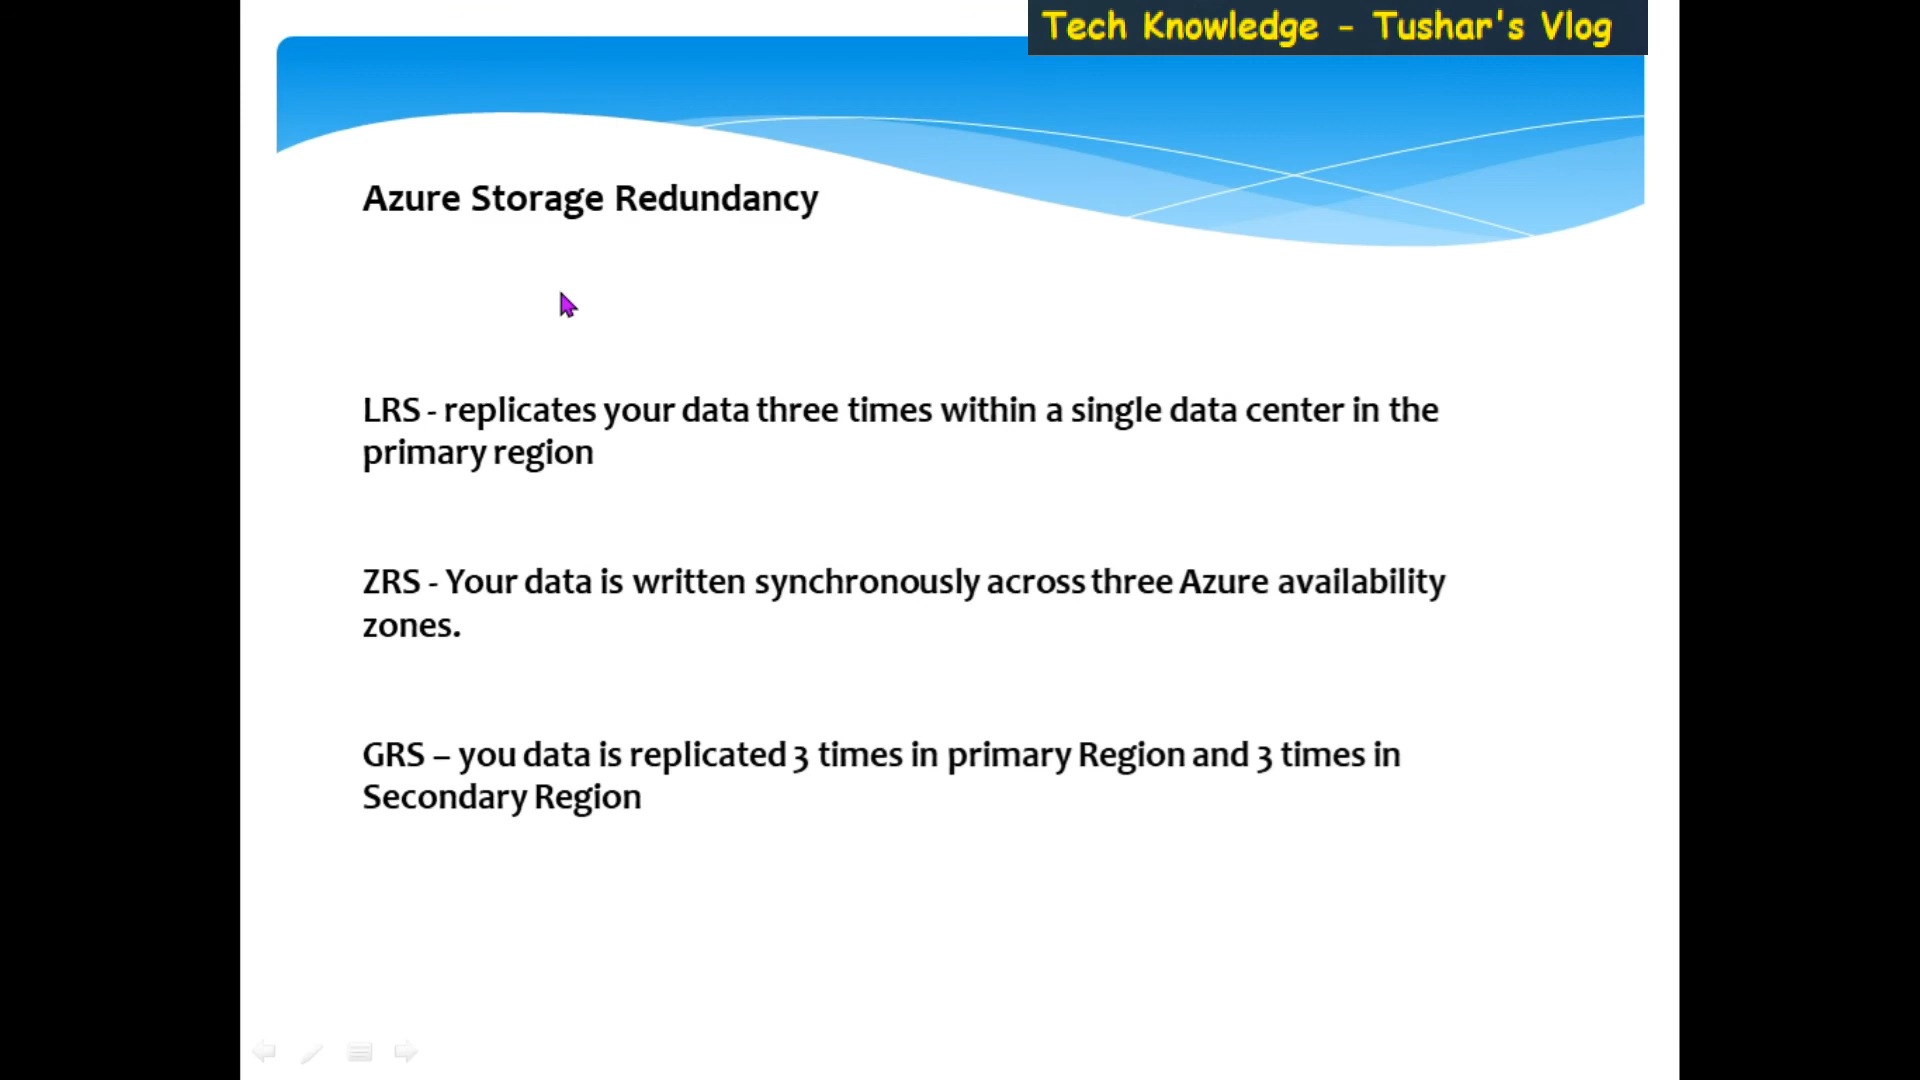 Tech Knowledge - Tushar's Vlog
Azure Storage Redundancy
LRS - replicates your data three times within a single data center in the
primary region
ZRS - Your data is written synchronously across three Azure availability
zones.
GRS – you data is replicated 3 times in primary Region and 3 times in
Secondary Region